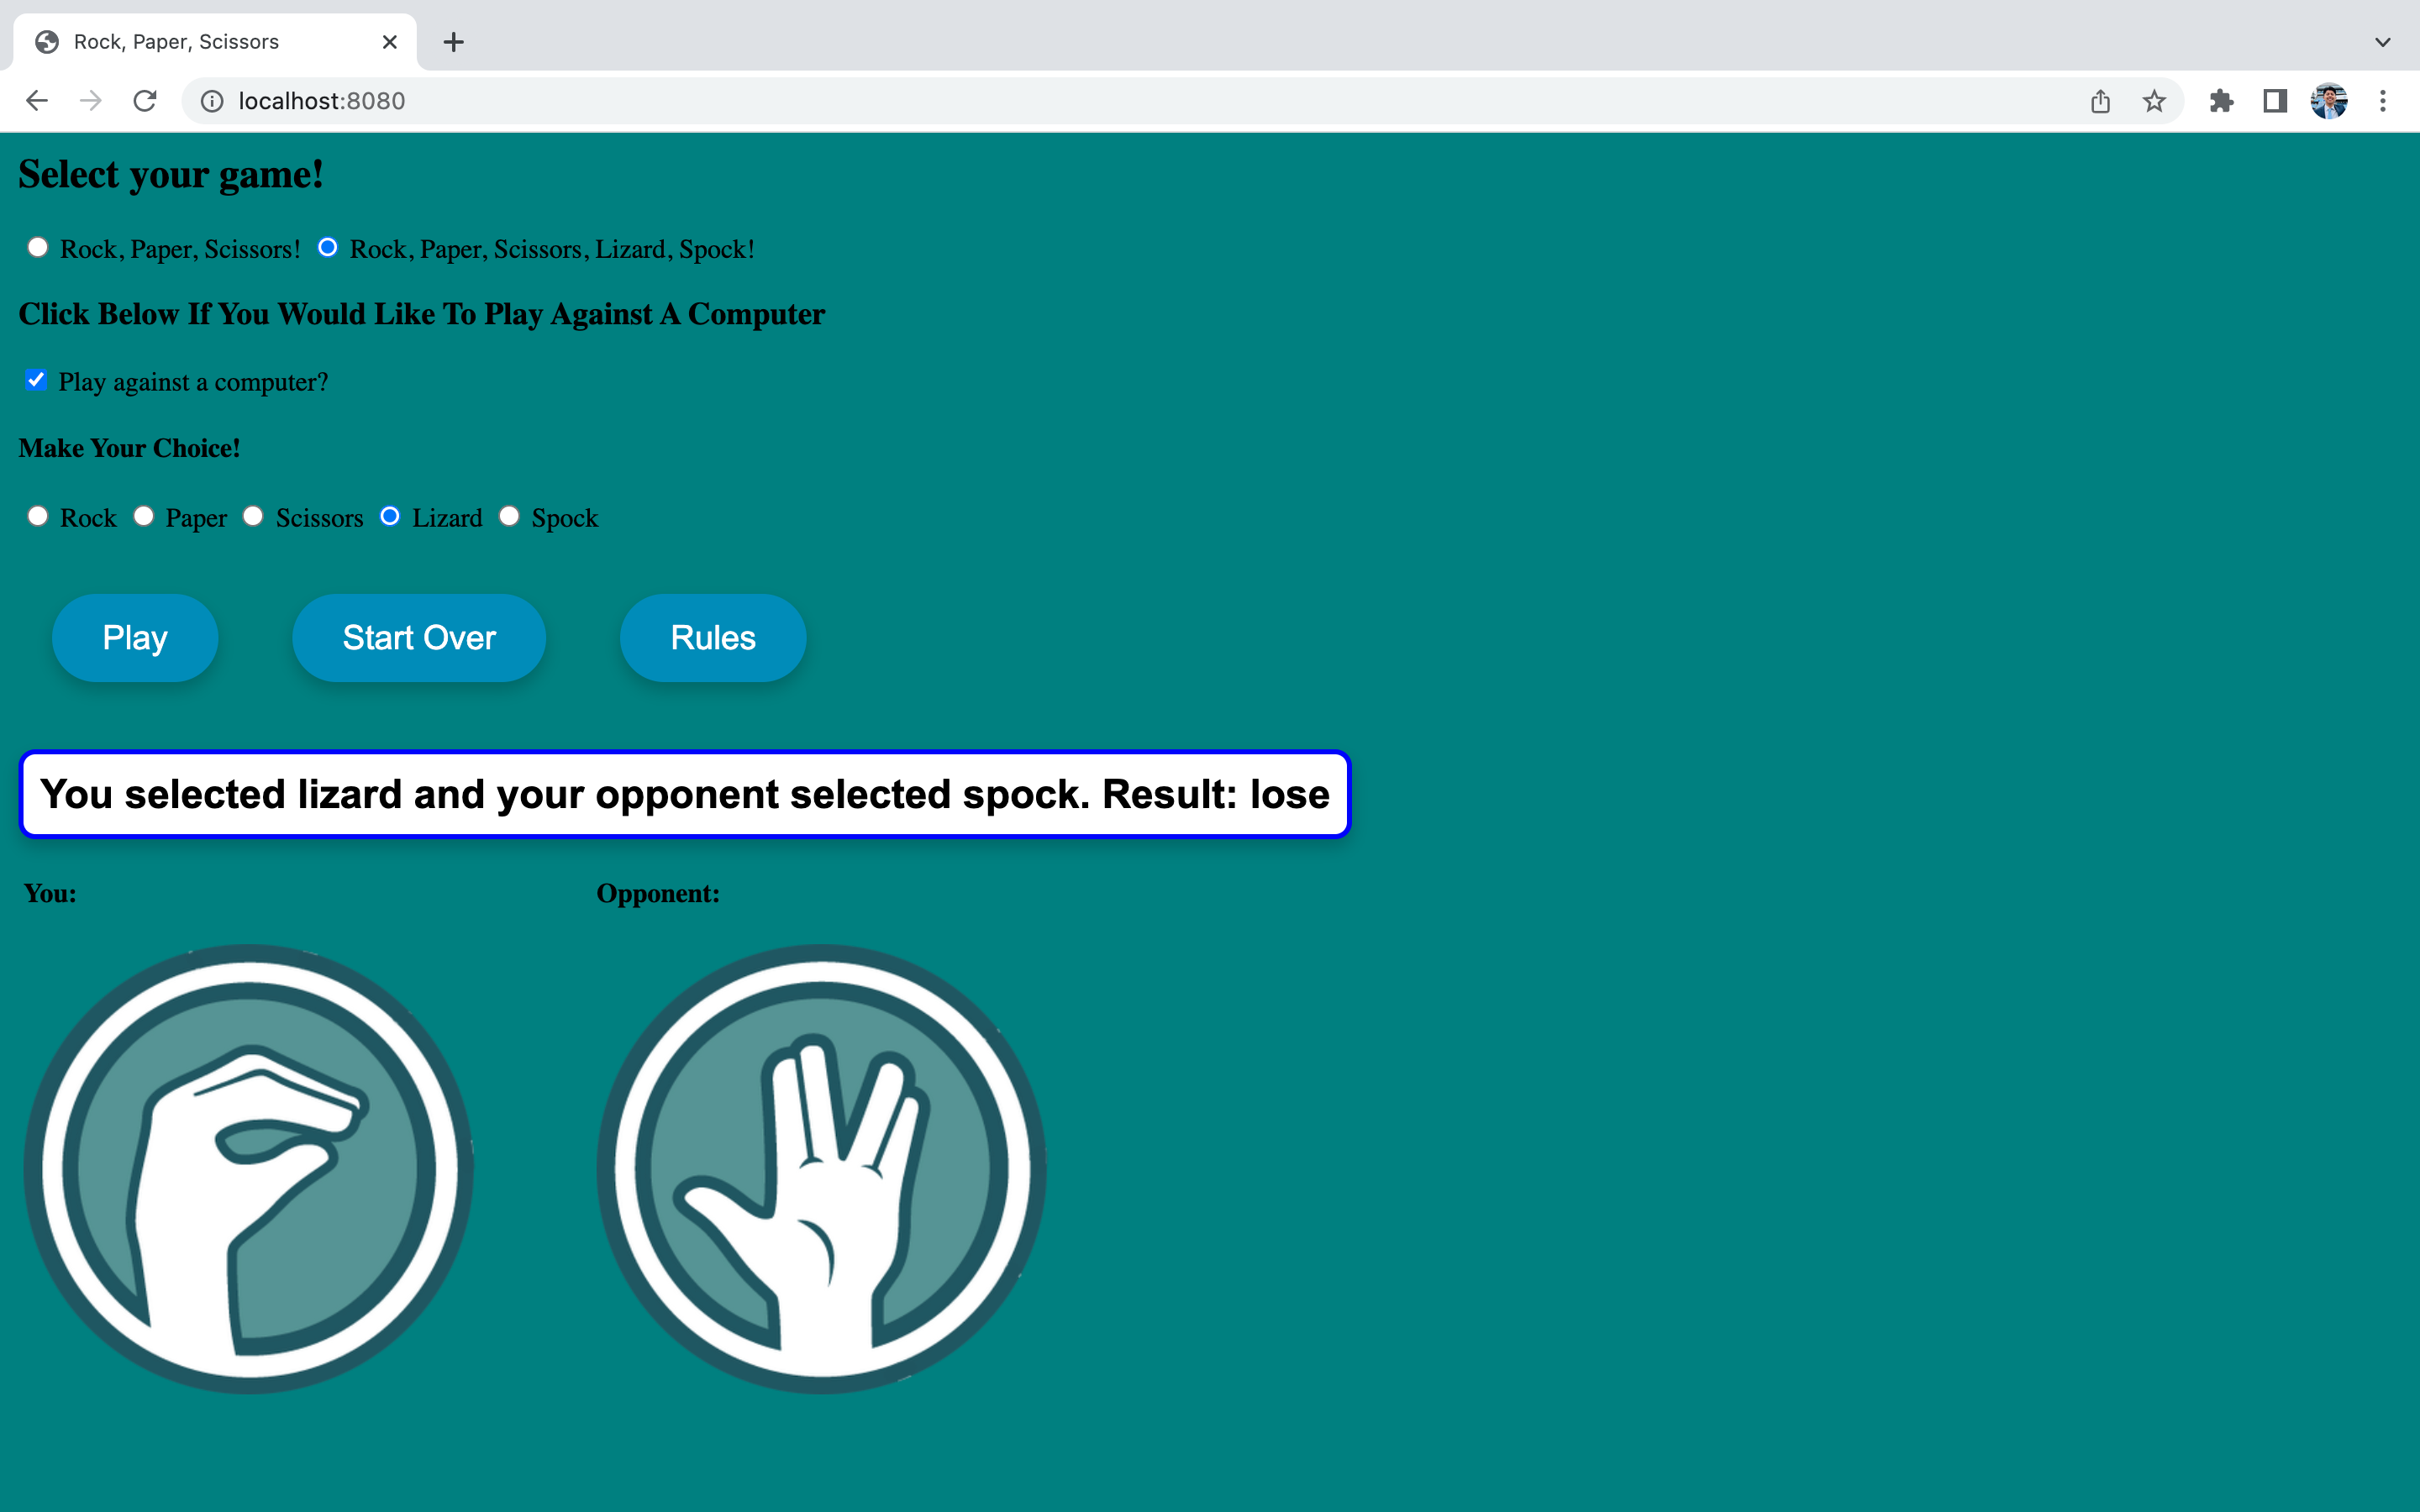 Rock, Paper, Scissors
localhost:8080
Select your game!
Rock, Paper, Scissors! Rock, Paper, Scissors, Lizard, Spock!
Click Below If You Would Like To Play Against A Computer
Play against a computer?
Make Your Choice!
Rock Paper Scissors Lizard Spock
Play Start Over Rules
You selected lizard and your opponent selected spock. Result: lose
You: Opponent: